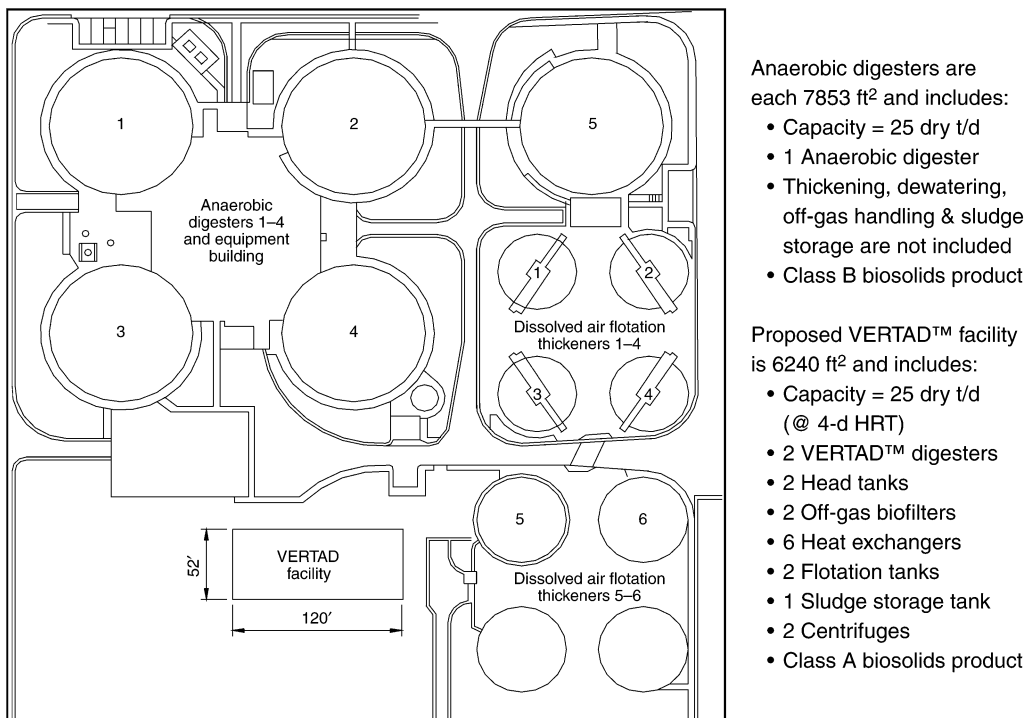 1
2
5
Anaerobic
digesters 1–4
and equipment
building
3
4
1
2
Dissolved air flotation
thickeners 1–4
3
4
5
6
Dissolved air flotation
thickeners 5–6
VERTAD
facility
52′
120′
Anaerobic digesters are
each 7853 ft² and includes:
• Capacity = 25 dry t/d
• 1 Anaerobic digester
• Thickening, dewatering,
off-gas handling & sludge
storage are not included
• Class B biosolids product
Proposed VERTAD™ facility
is 6240 ft² and includes:
• Capacity = 25 dry t/d
(@ 4-d HRT)
• 2 VERTAD™ digesters
• 2 Head tanks
• 2 Off-gas biofilters
• 6 Heat exchangers
• 2 Flotation tanks
• 1 Sludge storage tank
• 2 Centrifuges
• Class A biosolids product